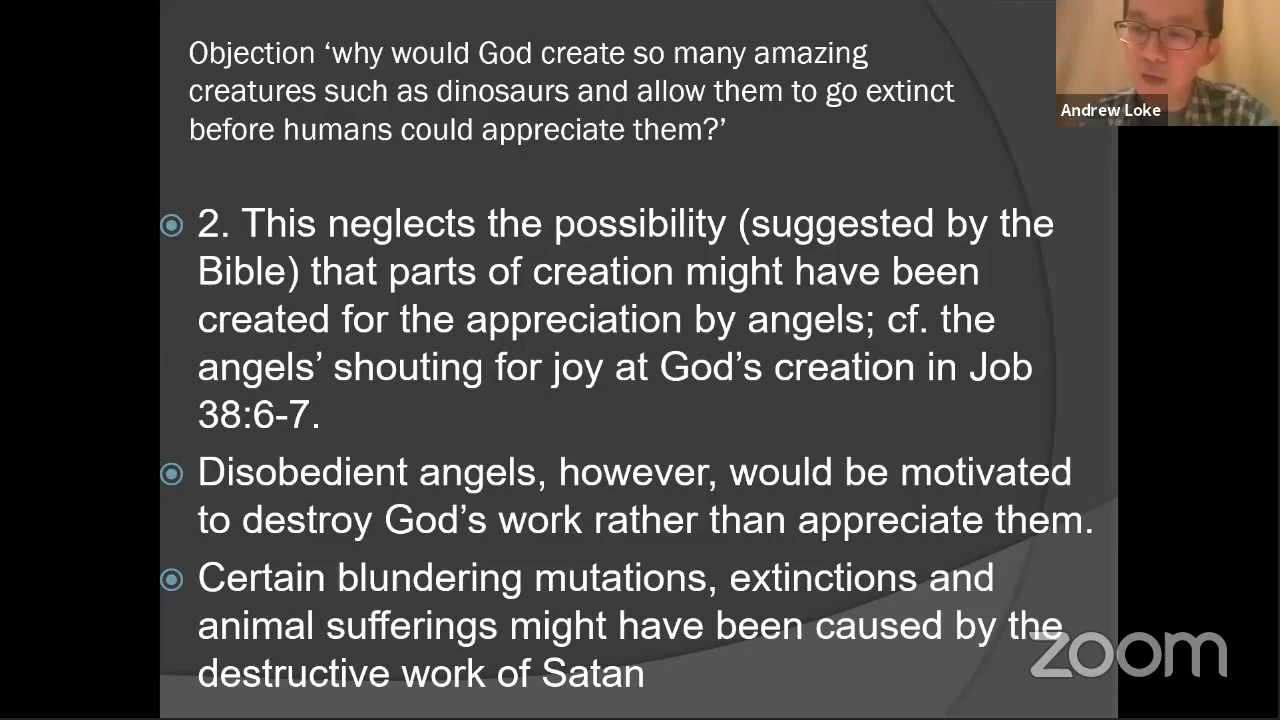 Objection ‘why would God create so many amazing
creatures such as dinosaurs and allow them to go extinct
before humans could appreciate them?’
Andrew Loke
2. This neglects the possibility (suggested by the
Bible) that parts of creation might have been
created for the appreciation by angels; cf. the
angels’ shouting for joy at God’s creation in Job
38:6-7.
Disobedient angels, however, would be motivated
to destroy God’s work rather than appreciate them.
Certain blundering mutations, extinctions and
animal sufferings might have been caused by the
destructive work of Satan
zoom